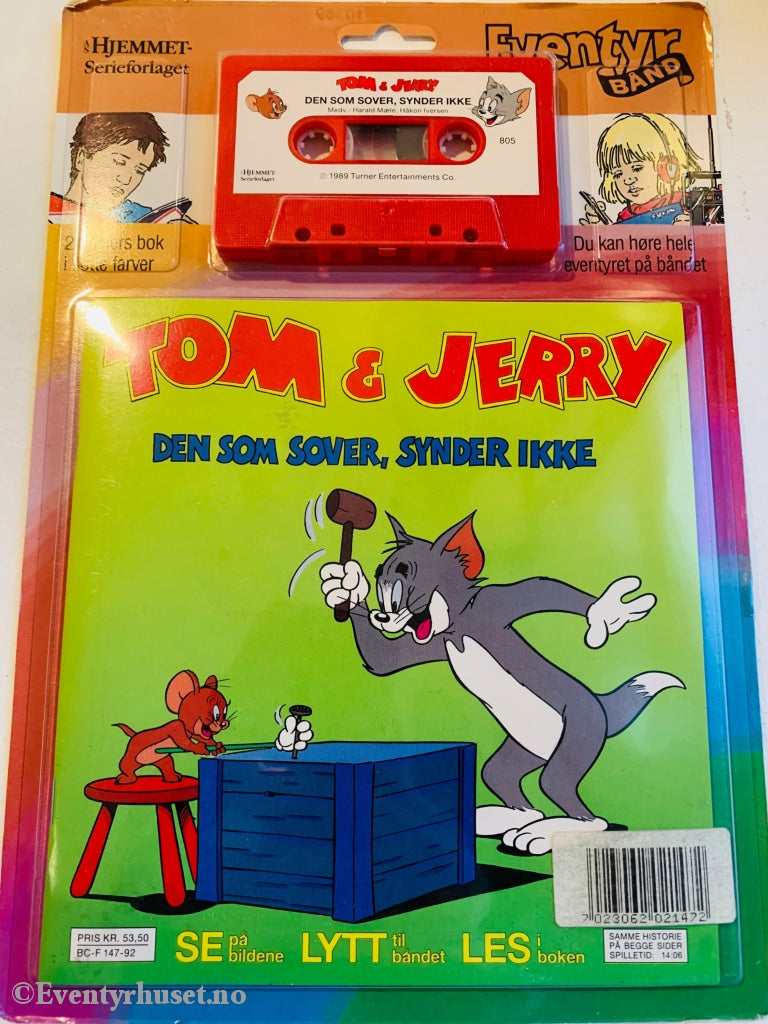 HJEMMET-
Serieforlaget
Eventyr
BÅND
TOM & JERRY
DEN SOM SOVER, SYNDER IKKE
Medv.: Harald Mæle, Håkon Iversen
805
HJEMMET-
Serieforlaget
© 1989 Turner Entertainments Co.
bok
farver
Du kan høre hele
eventyret på båndet
TOM & JERRY
DEN SOM SOVER, SYNDER IKKE
7 023062 021472
PRIS KR. 53,50
BC-F 147-92
SE på bildene LYTT til båndet LES i boken
SAMME HISTORIE
PÅ BEGGE SIDER
SPILLETID: 14:06
©Eventyrhuset.no